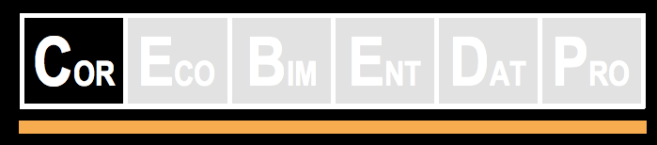 COR ECO BIM ENT DAT PRO